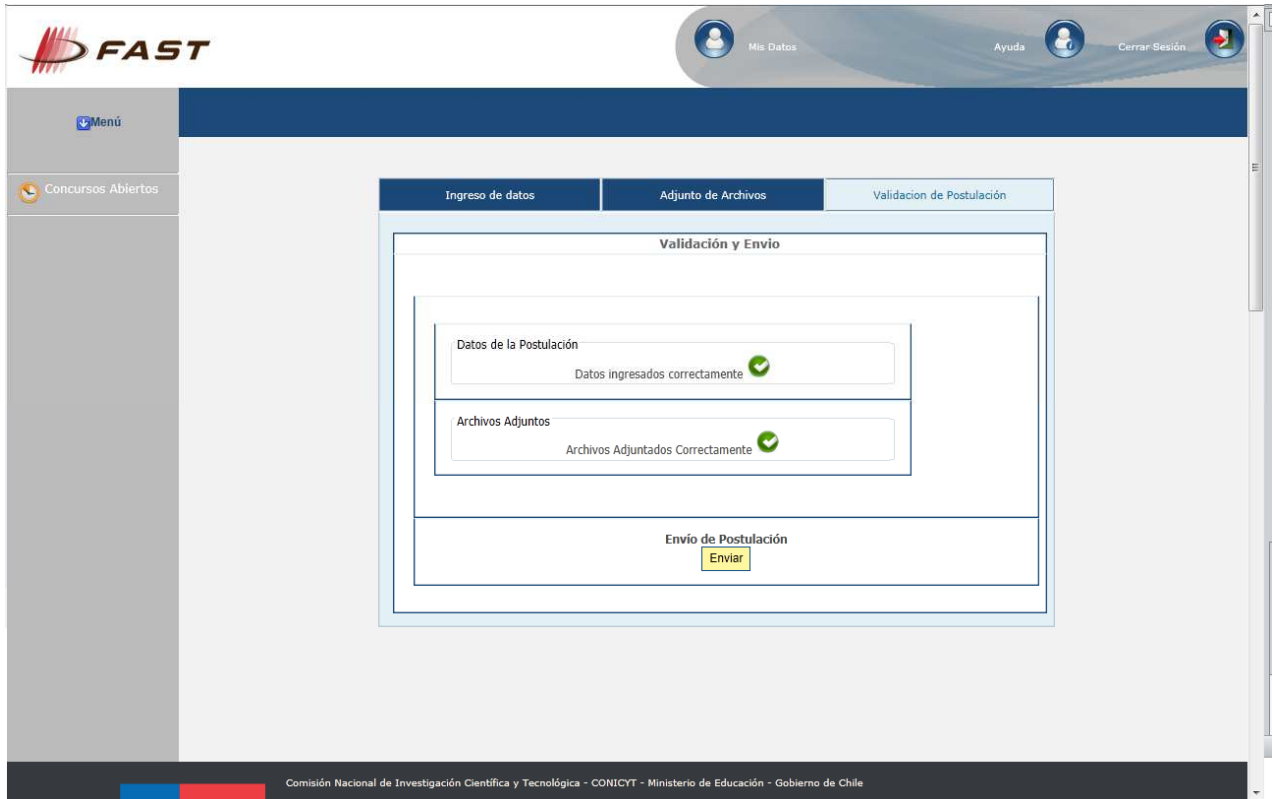 FAST
Mis Datos
Ayuda
Cerrar Sesión
Menú
Concursos Abiertos
Ingreso de datos
Adjunto de Archivos
Validacion de Postulación
Validación y Envio
Datos de la Postulación
Datos ingresados correctamente
Archivos Adjuntos
Archivos Adjuntados Correctamente
Envío de Postulación
Enviar
Comisión Nacional de Investigación Científica y Tecnológica - CONICYT - Ministerio de Educación - Gobierno de Chile